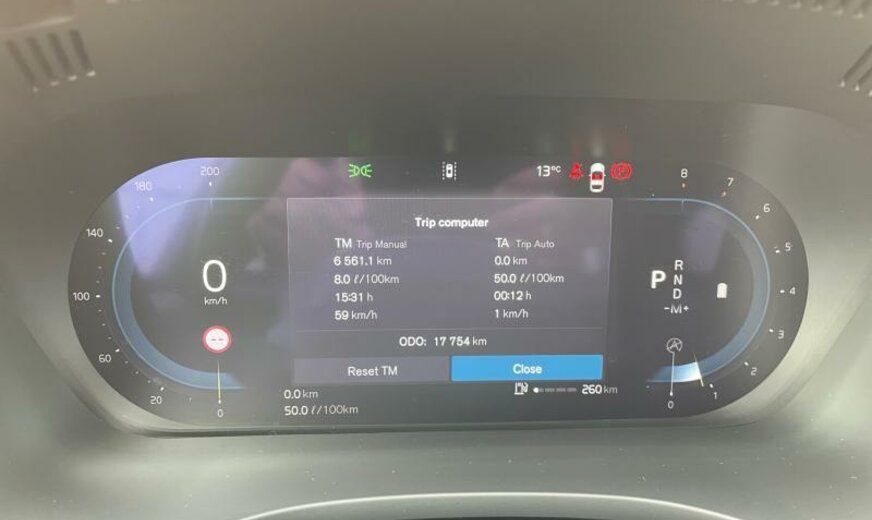 200
180
140
100
60
20
0
0
km/h
--
13°C
Trip computer
TM Trip Manual
6 561.1 km
8.0 ℓ/100km
15:31 h
59 km/h
TA Trip Auto
0.0 km
50.0 ℓ/100km
00:12 h
1 km/h
ODO: 17 754 km
Reset TM
Close
0.0 km
50.0 ℓ/100km
260 km
P
R
N
D
-M+
8
7
6
5
4
3
2
1
0